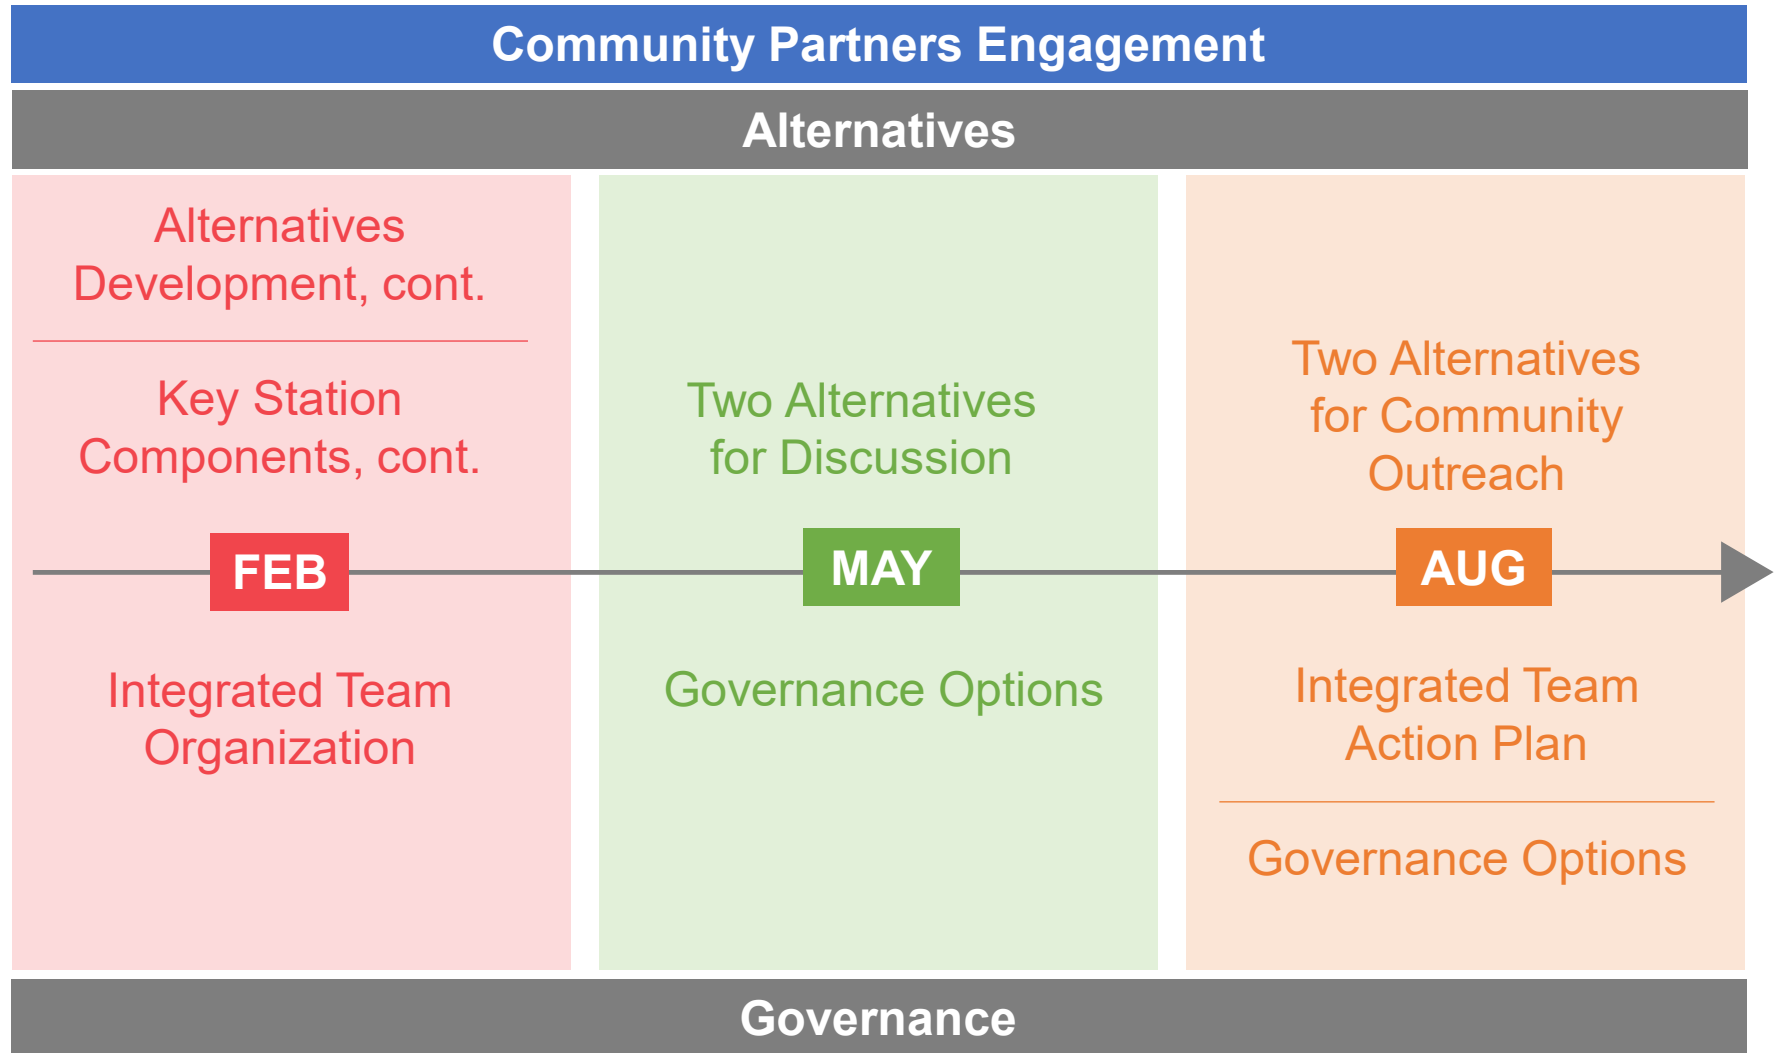 Community Partners Engagement
Alternatives
Alternatives
Development, cont.
Key Station
Components, cont.
FEB
Integrated Team
Organization
Two Alternatives
for Discussion
MAY
Governance Options
Two Alternatives
for Community
Outreach
AUG
Integrated Team
Action Plan
Governance Options
Governance